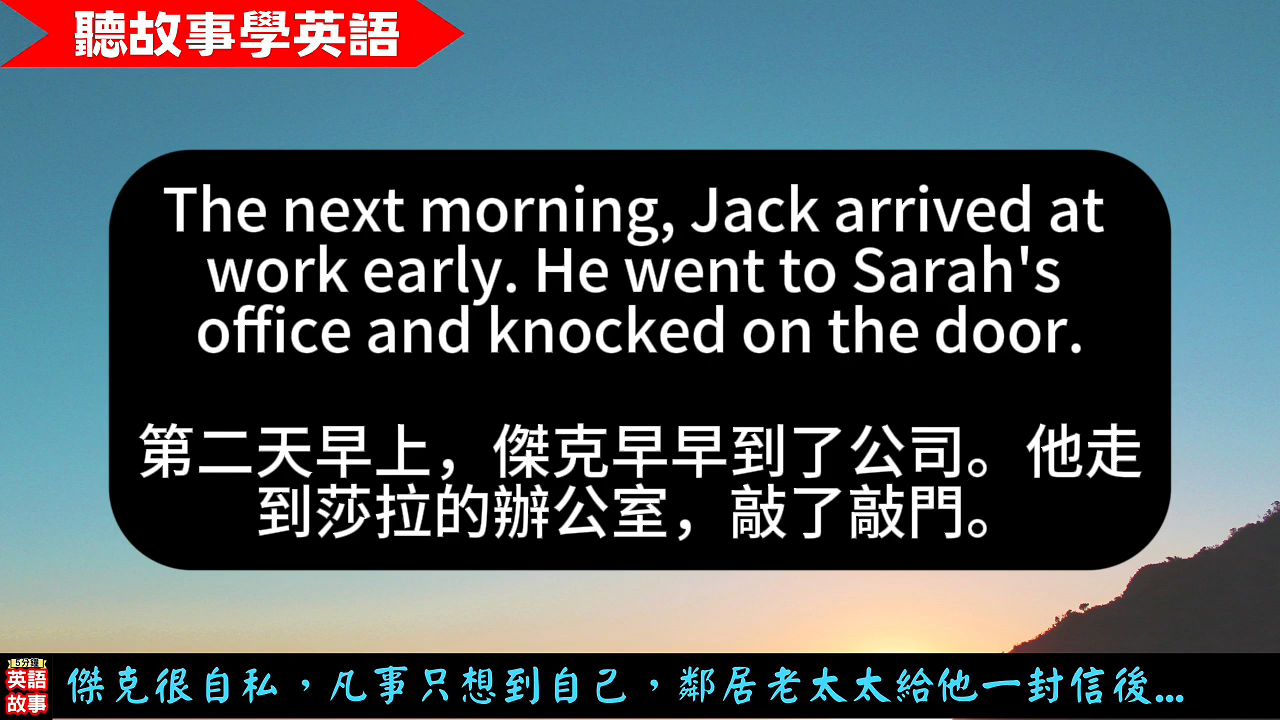 聽故事學英語
The next morning, Jack arrived at
work early. He went to Sarah's
office and knocked on the door.
第二天早上，傑克早早到了公司。他走
到莎拉的辦公室，敲了敲門。
5分鐘
英語
故事
傑克很自私，凡事只想到自己，鄰居老太太給他一封信後...